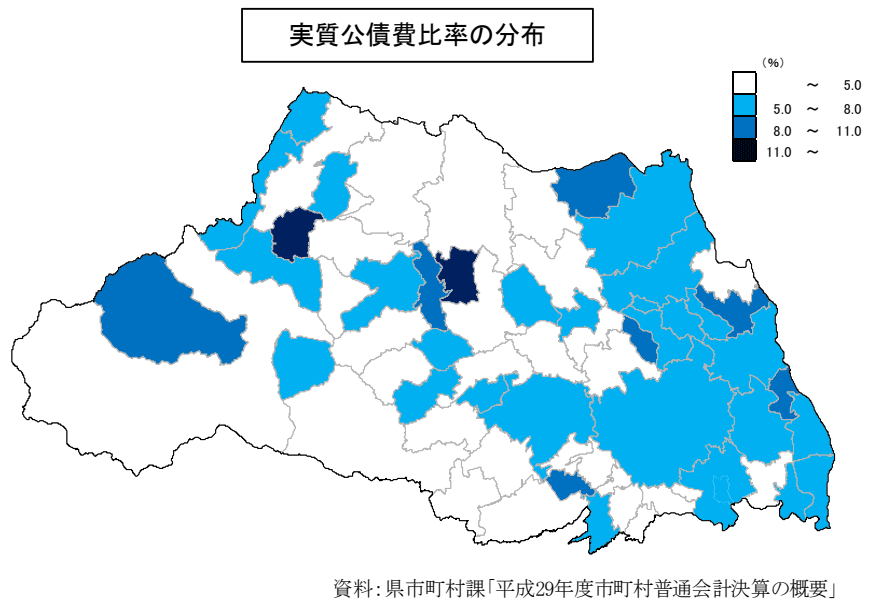 実質公債費比率の分布
（％）
～ 5.0
5.0 ～ 8.0
8.0 ～ 11.0
11.0 ～
資料：県市町村課「平成29年度市町村普通会計決算の概要」